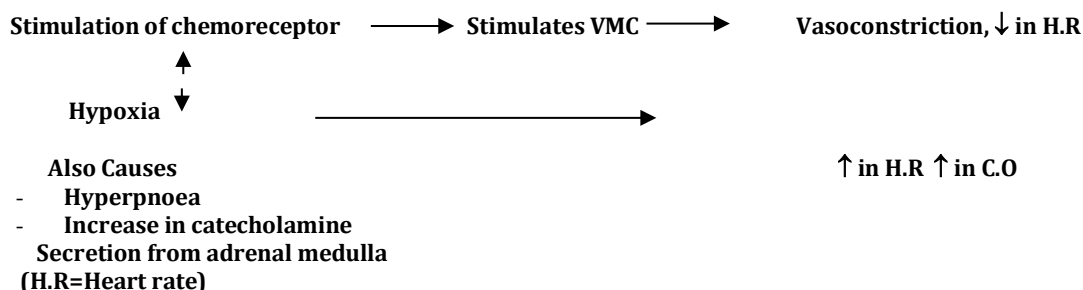 Stimulation of chemoreceptor Stimulates VMC Vasoconstriction, ↓ in H.R
Hypoxia
Also Causes ↑ in H.R ↑ in C.O
- Hyperpnoea
- Increase in catecholamine
Secretion from adrenal medulla
(H.R=Heart rate)